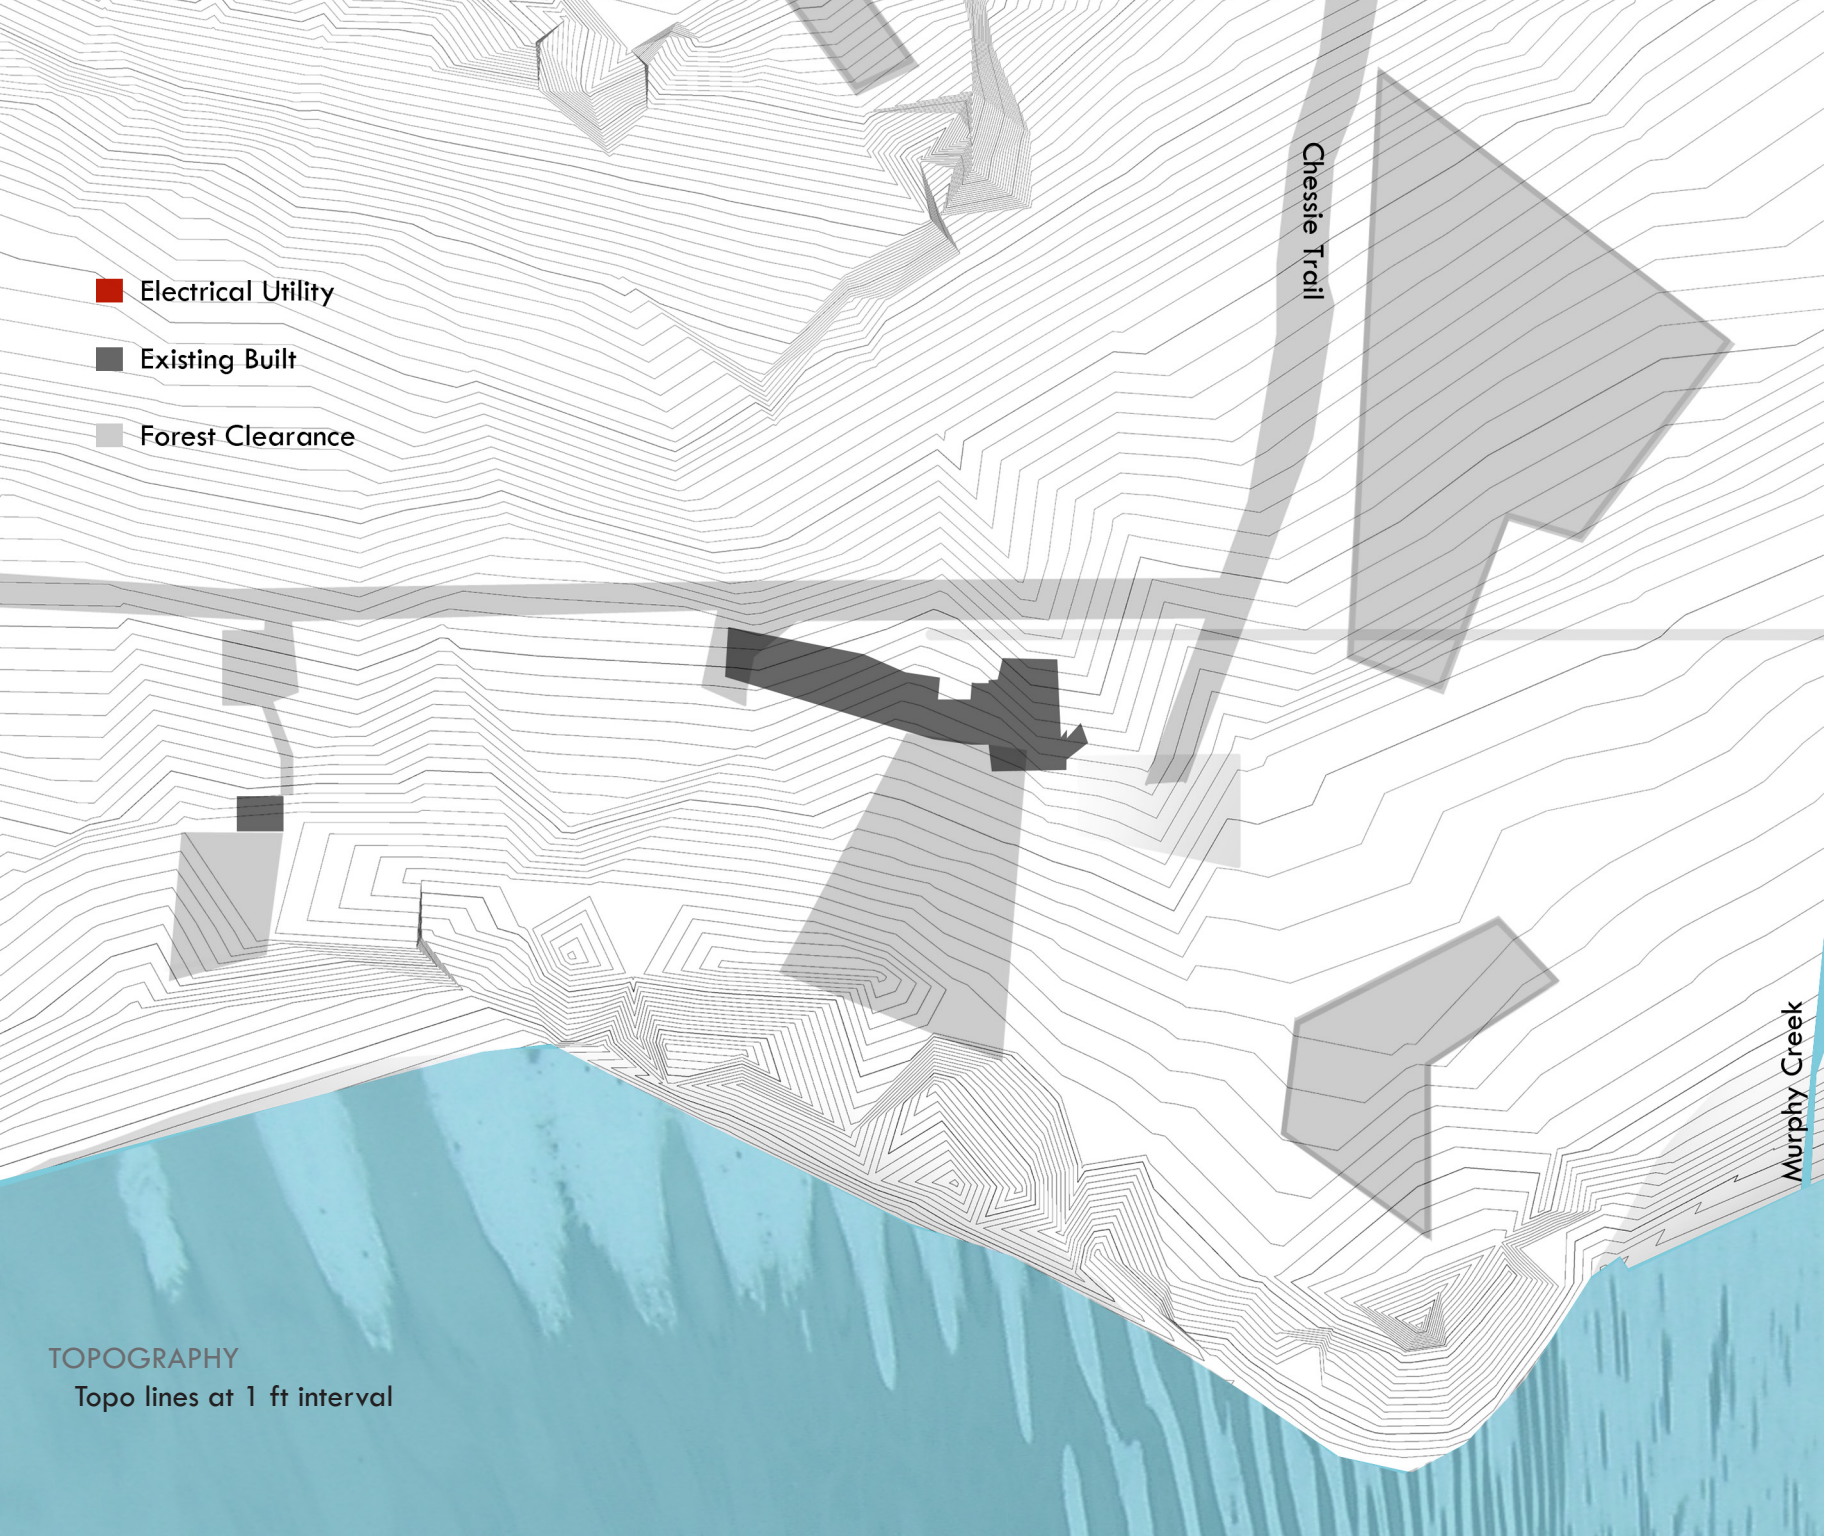 Chessie Trail
Electrical Utility
Existing Built
Forest Clearance
Murphy Creek
TOPOGRAPHY
Topo lines at 1 ft interval